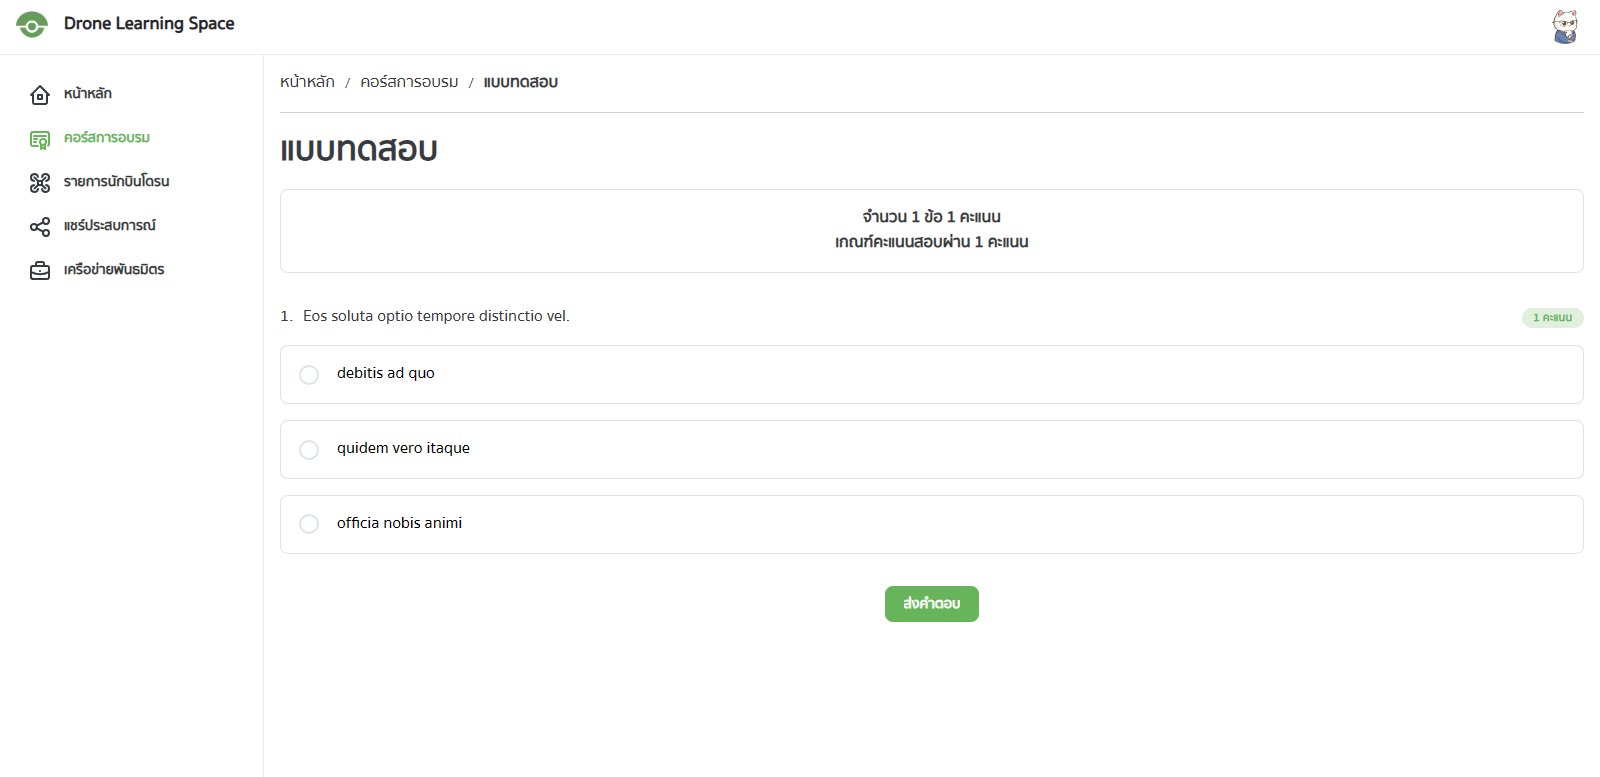 Drone Learning Space
หน้าหลัก
คอร์สการอบรม
รายการนักบินโดรน
แชร์ประสบการณ์
เครือข่ายพันธมิตร
หน้าหลัก / คอร์สการอบรม / แบบทดสอบ
แบบทดสอบ
จำนวน 1 ข้อ 1 คะแนน
เกณฑ์คะแนนสอบผ่าน 1 คะแนน
1. Eos soluta optio tempore distinctio vel.
1 คะแนน
debitis ad quo
quidem vero itaque
officia nobis animi
ส่งคำตอบ